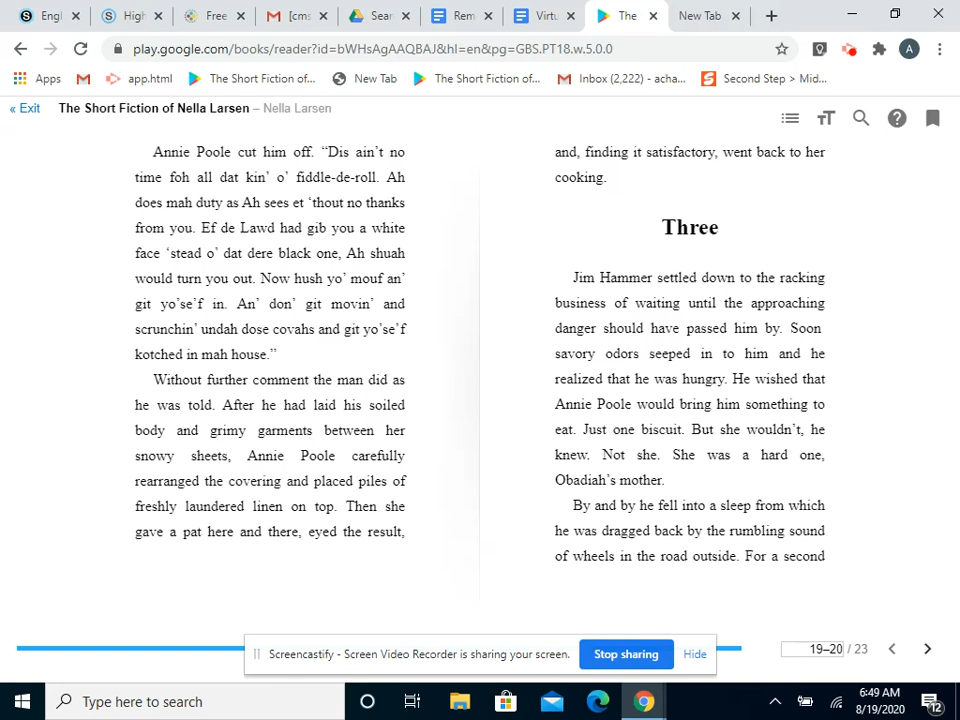 Engl
High
Free
[cms
Sear
Rem
Virtu
The
New Tab
play.google.com/books/reader?id=bWHsAgAAQBAJ&hl=en&pg=GBS.PT18.w.5.0.0
A
Apps
app.html
The Short Fiction of...
New Tab
The Short Fiction of...
Inbox (2,222) - acha...
Second Step > Mid...
« Exit
The Short Fiction of Nella Larsen – Nella Larsen
Annie Poole cut him off. “Dis ain’t no
time foh all dat kin’ o’ fiddle-de-roll. Ah
does mah duty as Ah sees et ‘thout no thanks
from you. Ef de Lawd had gib you a white
face ‘stead o’ dat dere black one, Ah shuah
would turn you out. Now hush yo’ mouf an’
git yo’se’f in. An’ don’ git movin’ and
scrunchin’ undah dose covahs and git yo’se’f
kotched in mah house.”
Without further comment the man did as
he was told. After he had laid his soiled
body and grimy garments between her
snowy sheets, Annie Poole carefully
rearranged the covering and placed piles of
freshly laundered linen on top. Then she
gave a pat here and there, eyed the result,
and, finding it satisfactory, went back to her
cooking.
Three
Jim Hammer settled down to the racking
business of waiting until the approaching
danger should have passed him by. Soon
savory odors seeped in to him and he
realized that he was hungry. He wished that
Annie Poole would bring him something to
eat. Just one biscuit. But she wouldn’t, he
knew. Not she. She was a hard one,
Obadiah’s mother.
By and by he fell into a sleep from which
he was dragged back by the rumbling sound
of wheels in the road outside. For a second
Screencastify - Screen Video Recorder is sharing your screen.
Stop sharing
Hide
19–20 / 23
Type here to search
6:49 AM
8/19/2020
12